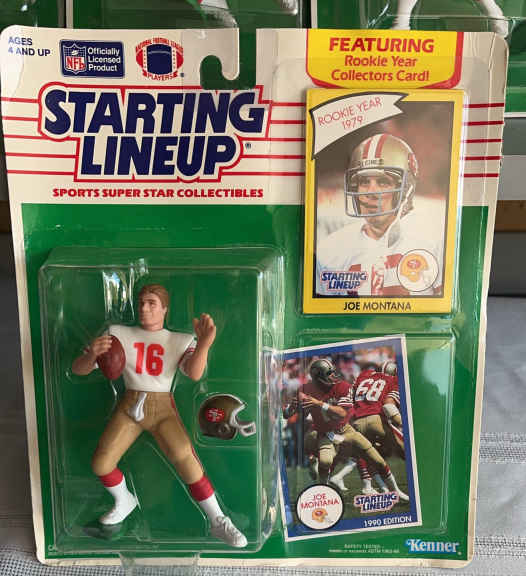 AGES
4 AND UP
NFL
Officially
Licensed
Product
NATIONAL FOOTBALL LEAGUE
PLAYERS
FEATURING
Rookie Year
Collectors Card!
STARTING
LINEUP
SPORTS SUPER STAR COLLECTIBLES
ROOKIE YEAR
1979
STARTING
LINEUP
JOE MONTANA
16
68
JOE
MONTANA
STARTING
LINEUP
1990 EDITION
Kenner